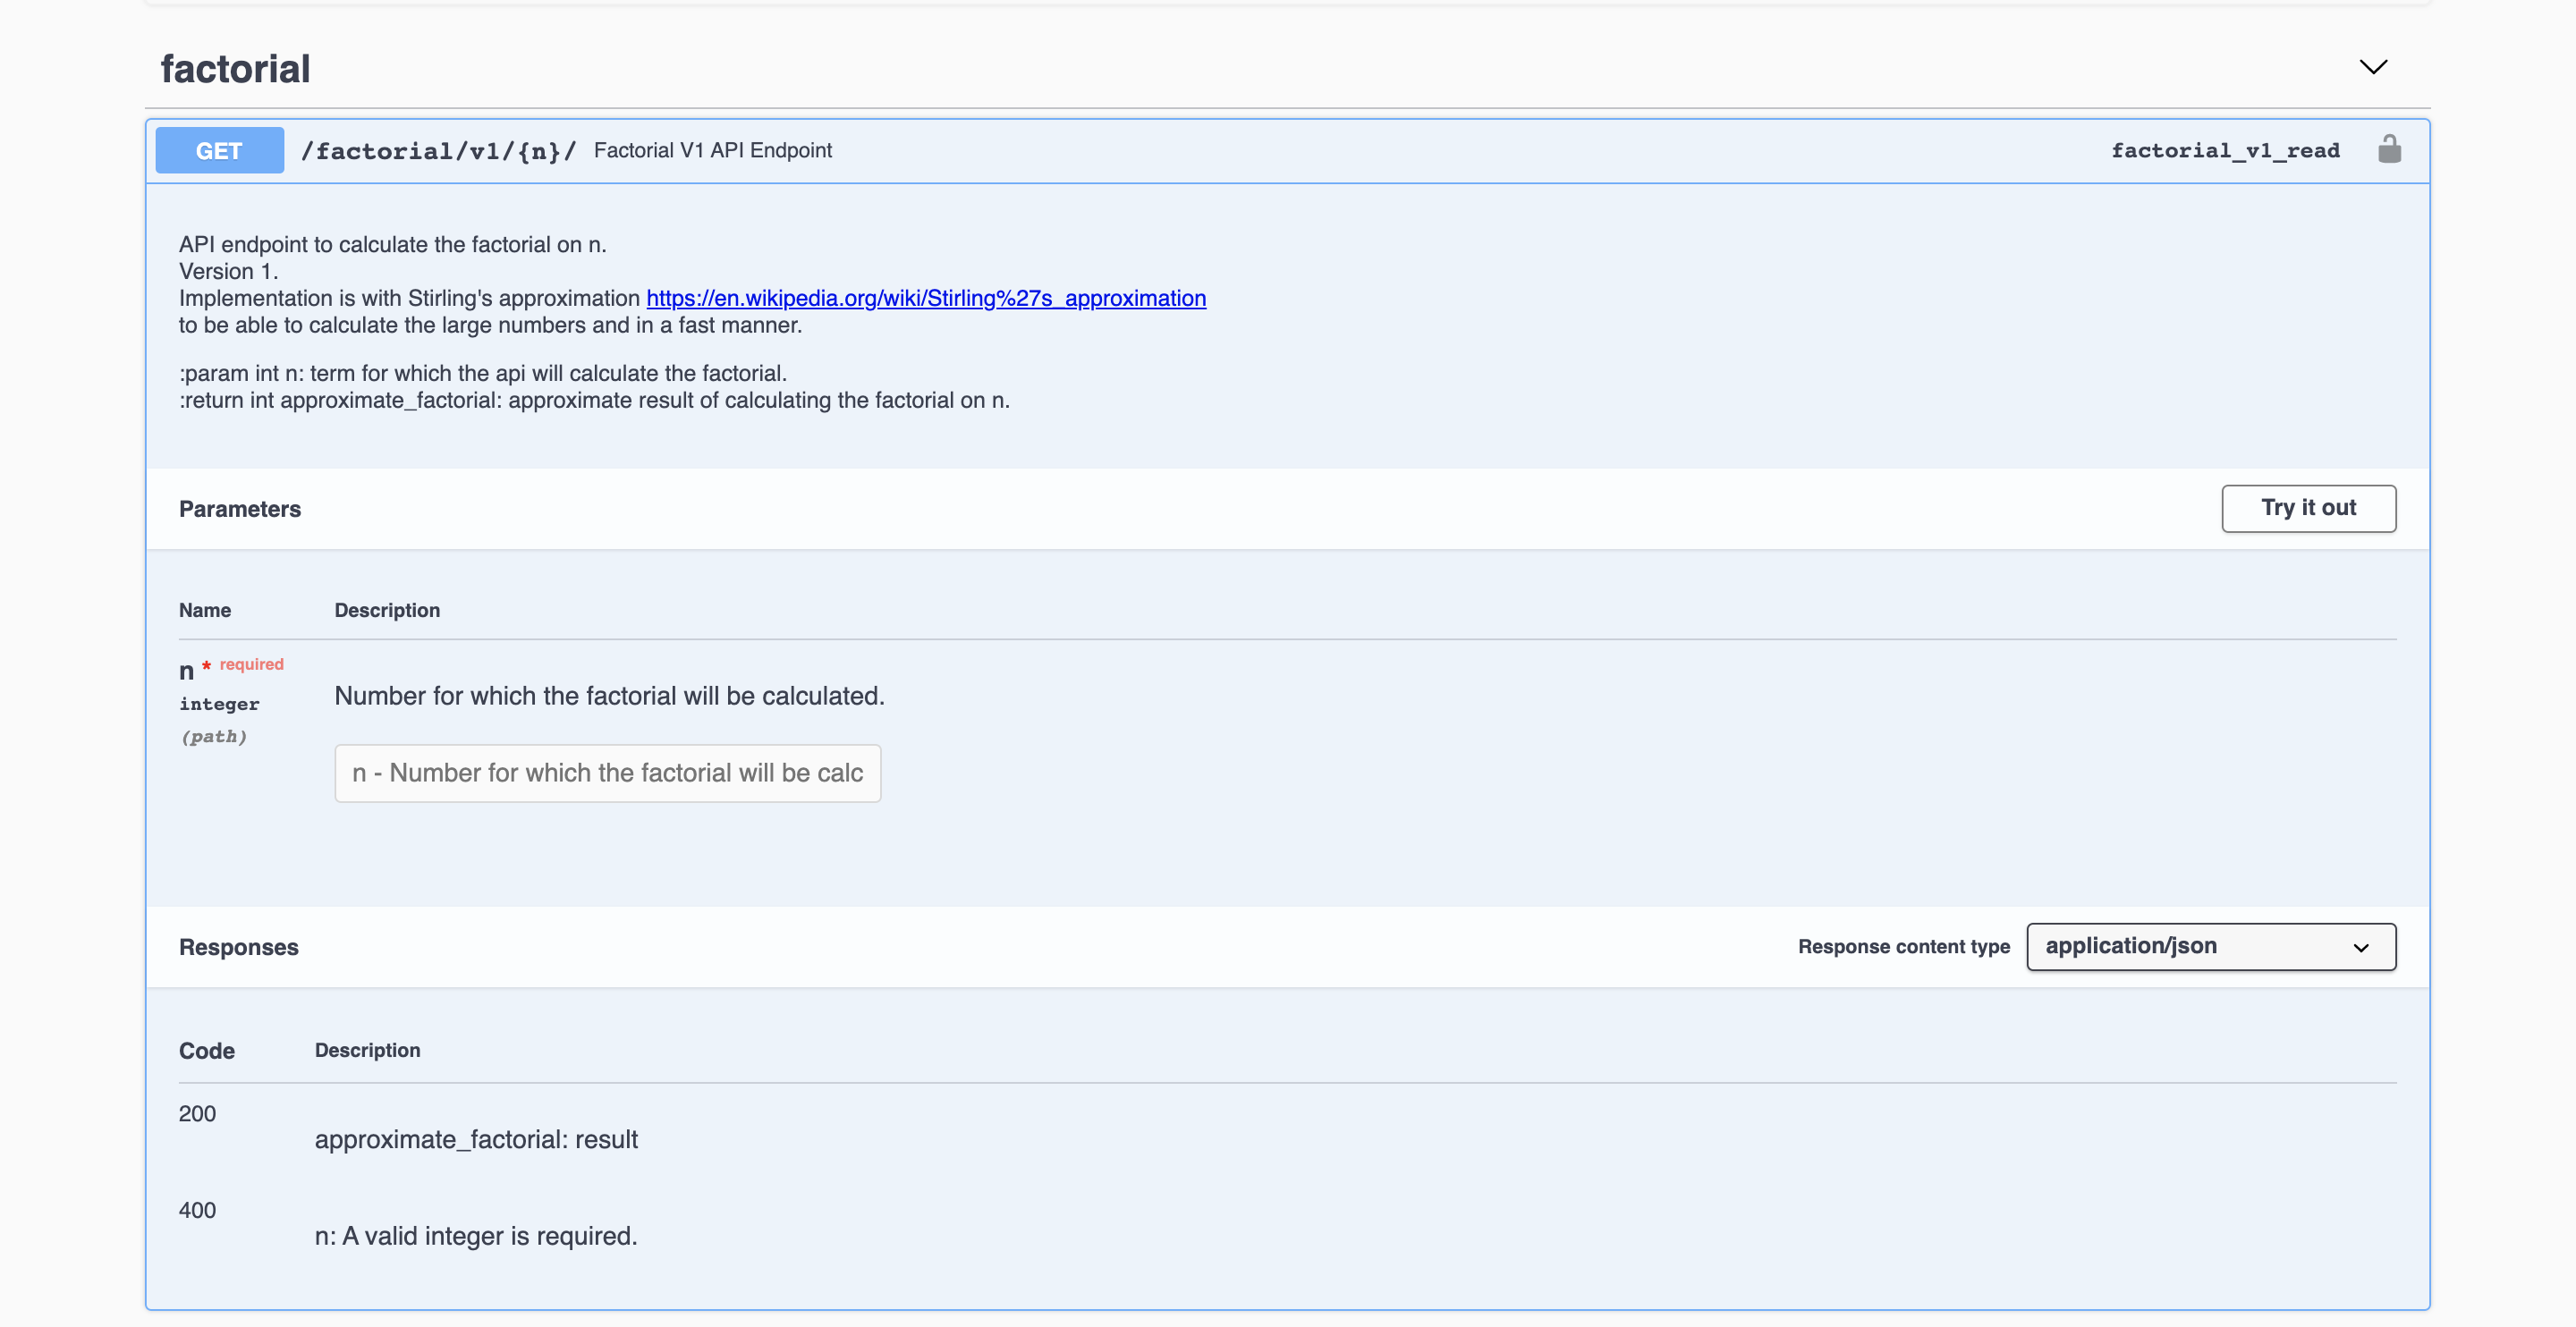 factorial
GET /factorial/v1/{n}/ Factorial V1 API Endpoint factorial_v1_read
API endpoint to calculate the factorial on n.
Version 1.
Implementation is with Stirling's approximation https://en.wikipedia.org/wiki/Stirling%27s_approximation
to be able to calculate the large numbers and in a fast manner.
:param int n: term for which the api will calculate the factorial.
:return int approximate_factorial: approximate result of calculating the factorial on n.
Parameters Try it out
Name Description
n * required
integer
(path)
Number for which the factorial will be calculated.
n - Number for which the factorial will be calc
Responses Response content type application/json
Code Description
200
approximate_factorial: result
400
n: A valid integer is required.